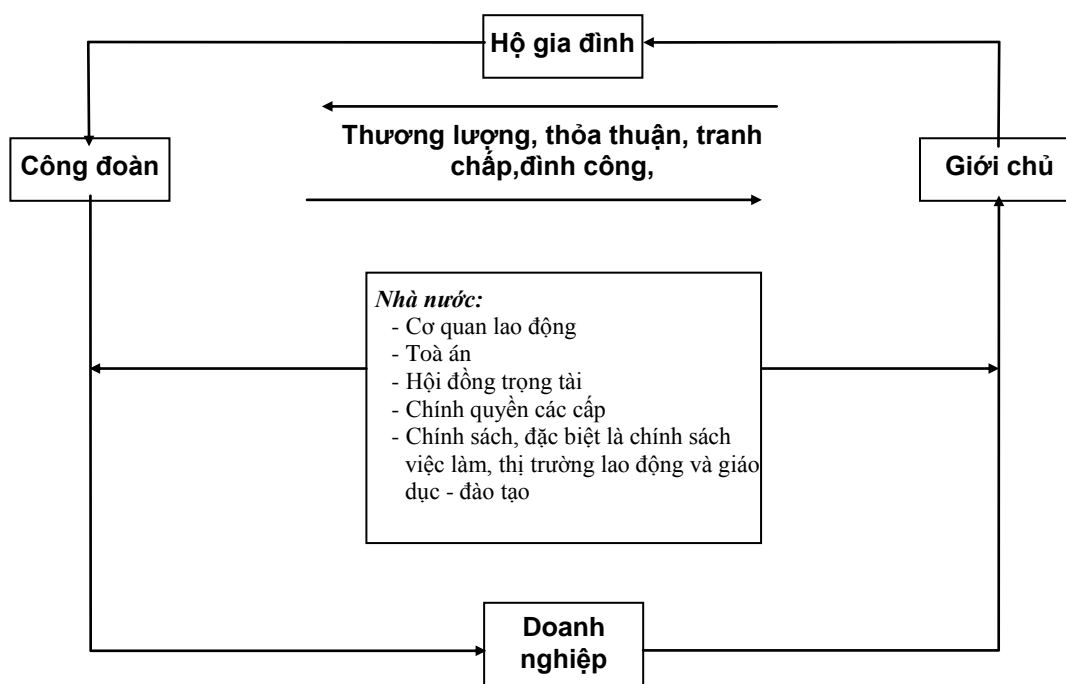 Hộ gia đình
Thương lượng, thỏa thuận, tranh
chấp,đình công,
Công đoàn
Giới chủ
Nhà nước:
- Cơ quan lao động
- Toà án
- Hội đồng trọng tài
- Chính quyền các cấp
- Chính sách, đặc biệt là chính sách
việc làm, thị trường lao động và giáo
dục - đào tạo
Doanh
nghiệp